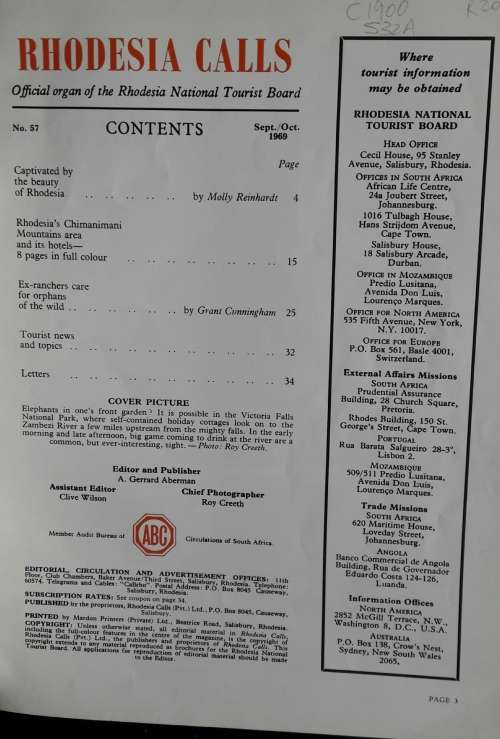 C1900
S32A
R20
RHODESIA CALLS
Official organ of the Rhodesia National Tourist Board
No. 57 CONTENTS Sept./Oct.
1969
Page
Captivated by
the beauty
of Rhodesia .. .. .. .. .. by Molly Reinhardt 4
Rhodesia's Chimanimani
Mountains area
and its hotels—
8 pages in full colour .. .. .. .. .. .. .. 15
Ex-ranchers care
for orphans
of the wild .. .. .. .. .. by Grant Cunningham 25
Tourist news
and topics .. .. .. .. .. .. .. .. .. 32
Letters .. .. .. .. .. .. .. .. .. 34
COVER PICTURE
Elephants in one's front garden? It is possible in the Victoria Falls
National Park, where self-contained holiday cottages look on to the
Zambezi River a few miles upstream from the mighty falls. In the early
morning and late afternoon, big game coming to drink at the river are a
common, but ever-interesting, sight. — Photo: Roy Creeth.
Editor and Publisher
A. Gerrard Aberman
Assistant Editor
Clive Wilson
Chief Photographer
Roy Creeth
Member Audit Bureau of ABC Circulations of South Africa.
EDITORIAL, CIRCULATION AND ADVERTISEMENT OFFICES: 11th
Floor, Club Chambers, Baker Avenue/Third Street, Salisbury, Rhodesia. Telephone:
60574. Telegrams and Cables: "Callrho". Postal Address: P.O. Box 8045 Causeway,
Salisbury, Rhodesia.
SUBSCRIPTION RATES: See coupon on page 34.
PUBLISHED by the proprietors, Rhodesia Calls (Pvt.) Ltd., P.O. Box 8045, Causeway,
Salisbury.
PRINTED by Mardon Printers (Private) Ltd., Beatrice Road, Salisbury, Rhodesia.
COPYRIGHT: Unless otherwise stated, all editorial material in Rhodesia Calls,
including the full-colour features in the centre of the magazine, is the copyright of
Rhodesia Calls (Pvt.) Ltd., the publishers and proprietors of Rhodesia Calls. This
copyright extends to any material reproduced as brochures for the Rhodesia National
Tourist Board. All applications for reproduction of editorial material should be made
to the Editor.
Where
tourist information
may be obtained
RHODESIA NATIONAL
TOURIST BOARD
HEAD OFFICE
Cecil House, 95 Stanley
Avenue, Salisbury, Rhodesia.
OFFICES IN SOUTH AFRICA
African Life Centre,
24a Joubert Street,
Johannesburg.
1016 Tulbagh House,
Hans Strijdom Avenue,
Cape Town.
Salisbury House,
18 Salisbury Arcade,
Durban.
OFFICE IN MOZAMBIQUE
Predio Lusitana,
Avenida Don Luis,
Lourenço Marques.
OFFICE FOR NORTH AMERICA
535 Fifth Avenue, New York,
N.Y. 10017.
OFFICE FOR EUROPE
P.O. Box 561, Basle 4001,
Switzerland.
External Affairs Missions
SOUTH AFRICA
Prudential Assurance
Building, 28 Church Square,
Pretoria.
Rhodes Building, 150 St.
George's Street, Cape Town.
PORTUGAL
Rua Barata Salgueiro 28-3°,
Lisbon 2.
MOZAMBIQUE
509/511 Predio Lusitana,
Avenida Don Luis,
Lourenço Marques.
Trade Missions
SOUTH AFRICA
620 Maritime House,
Loveday Street,
Johannesburg.
ANGOLA
Banco Commercial de Angola
Building, Rua de Governador
Eduardo Costa 124-126,
Luanda.
Information Offices
NORTH AMERICA
2852 McGill Terrace, N.W.,
Washington 8, D.C., U.S.A.
AUSTRALIA
P.O. Box 138, Crow's Nest,
Sydney, New South Wales
2065.
PAGE 3